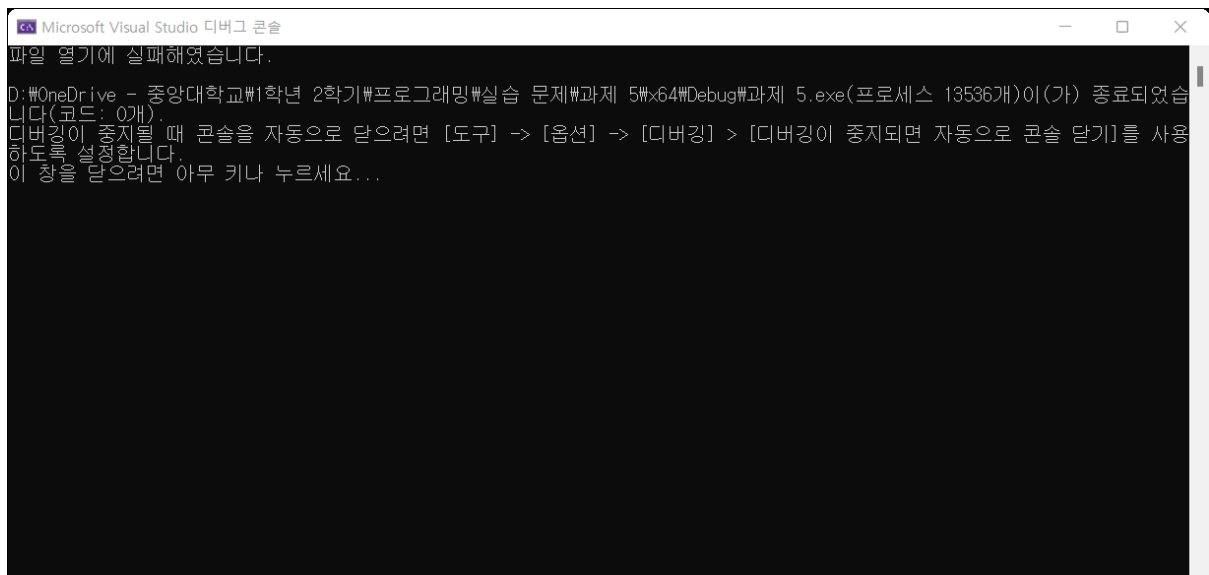 Microsoft Visual Studio 디버그 콘솔
파일 열기에 실패해였습니다.
D:₩OneDrive - 중앙대학교₩1학년 2학기₩프로그래밍₩실습 문제₩과제 5₩x64₩Debug₩과제 5.exe(프로세스 13536개)이(가) 종료되었습
니다(코드: 0개).
디버깅이 중지될 때 콘솔을 자동으로 닫으려면 [도구] -> [옵션] -> [디버깅] > [디버깅이 중지되면 자동으로 콘솔 닫기]를 사용
하도록 설정합니다.
이 창을 닫으려면 아무 키나 누르세요...